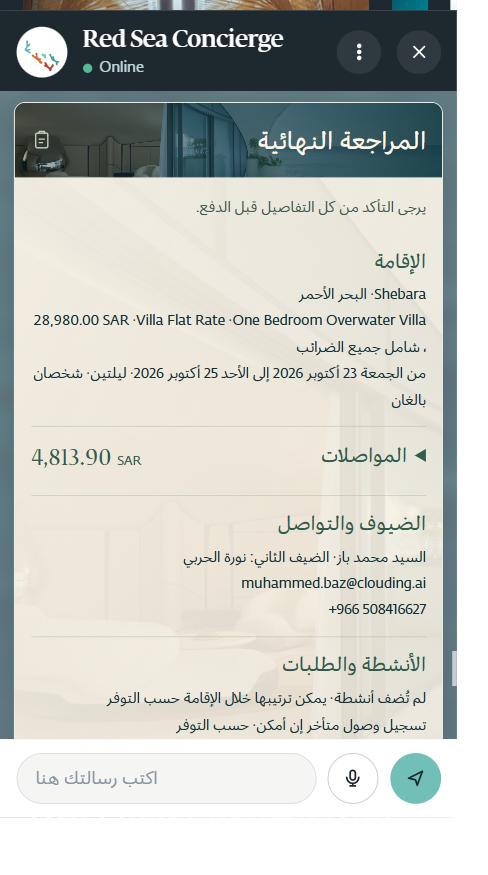 Red Sea Concierge
Online
المراجعة النهائية
يرجى التأكد من كل التفاصيل قبل الدفع.
الإقامة
Shebara· البحر الأحمر
One Bedroom Overwater Villa· Villa Flat Rate· 28,980.00 SAR
، شامل جميع الضرائب
من الجمعة 23 أكتوبر 2026 إلى الأحد 25 أكتوبر 2026· ليلتين· شخصان
بالغان
المواصلات
4,813.90 SAR
الضيوف والتواصل
السيد محمد باز· الضيف الثاني: نورة الحربي
muhammed.baz@clouding.ai
+966 508416627
الأنشطة والطلبات
لم تُضف أنشطة· يمكن ترتيبها خلال الإقامة حسب التوفر
تسجيل وصول متأخر إن أمكن· حسب التوفر
اكتب رسالتك هنا